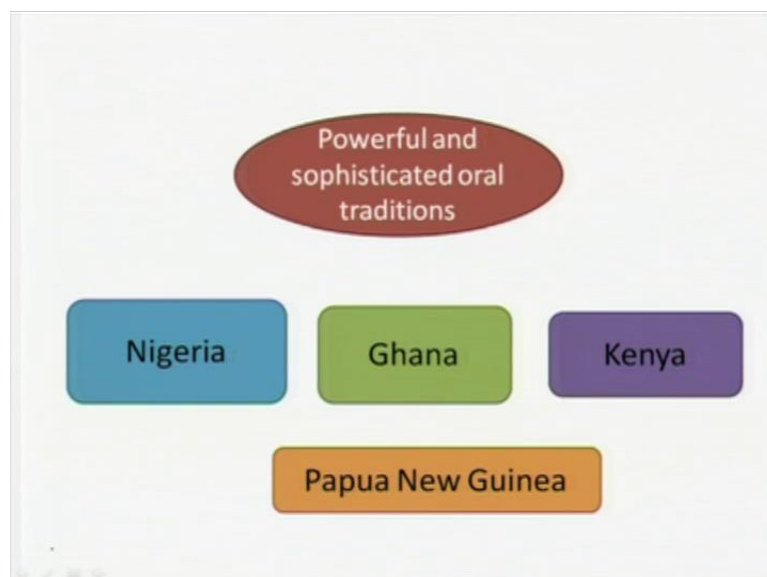 Powerful and
sophisticated oral
traditions
Nigeria
Ghana
Kenya
Papua New Guinea